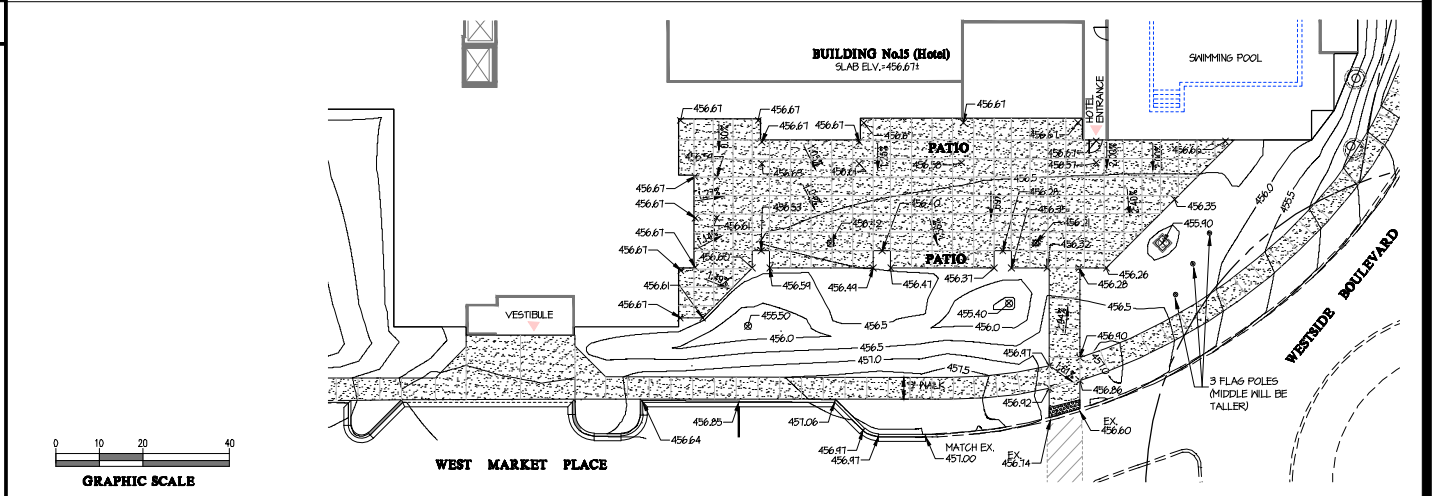 BUILDING No.15 (Hotel)
SLAB ELV.=456.67±
SWIMMING POOL
HOTEL
ENTRANCE
456.67
456.67
456.67
456.67
456.67
PATIO
456.5
456.0
455.5
456.67
456.67
456.35
455.90
456.67
456.67
PATIO
456.26
456.28
456.61
456.59
456.49
456.47
456.37
456.5
456.67
VESTIBULE
455.50
456.0
456.5
455.40
456.0
456.90
456.5
457.0
456.97
457.5
456.86
3 FLAG POLES
(MIDDLE WILL BE
TALLER)
7' WALK
456.92
456.64
456.85
457.06
456.97
456.97
MATCH EX.
457.00
EX.
456.74
EX.
456.60
WESTSIDE BOULEVARD
WEST MARKET PLACE
0 10 20 40
GRAPHIC SCALE